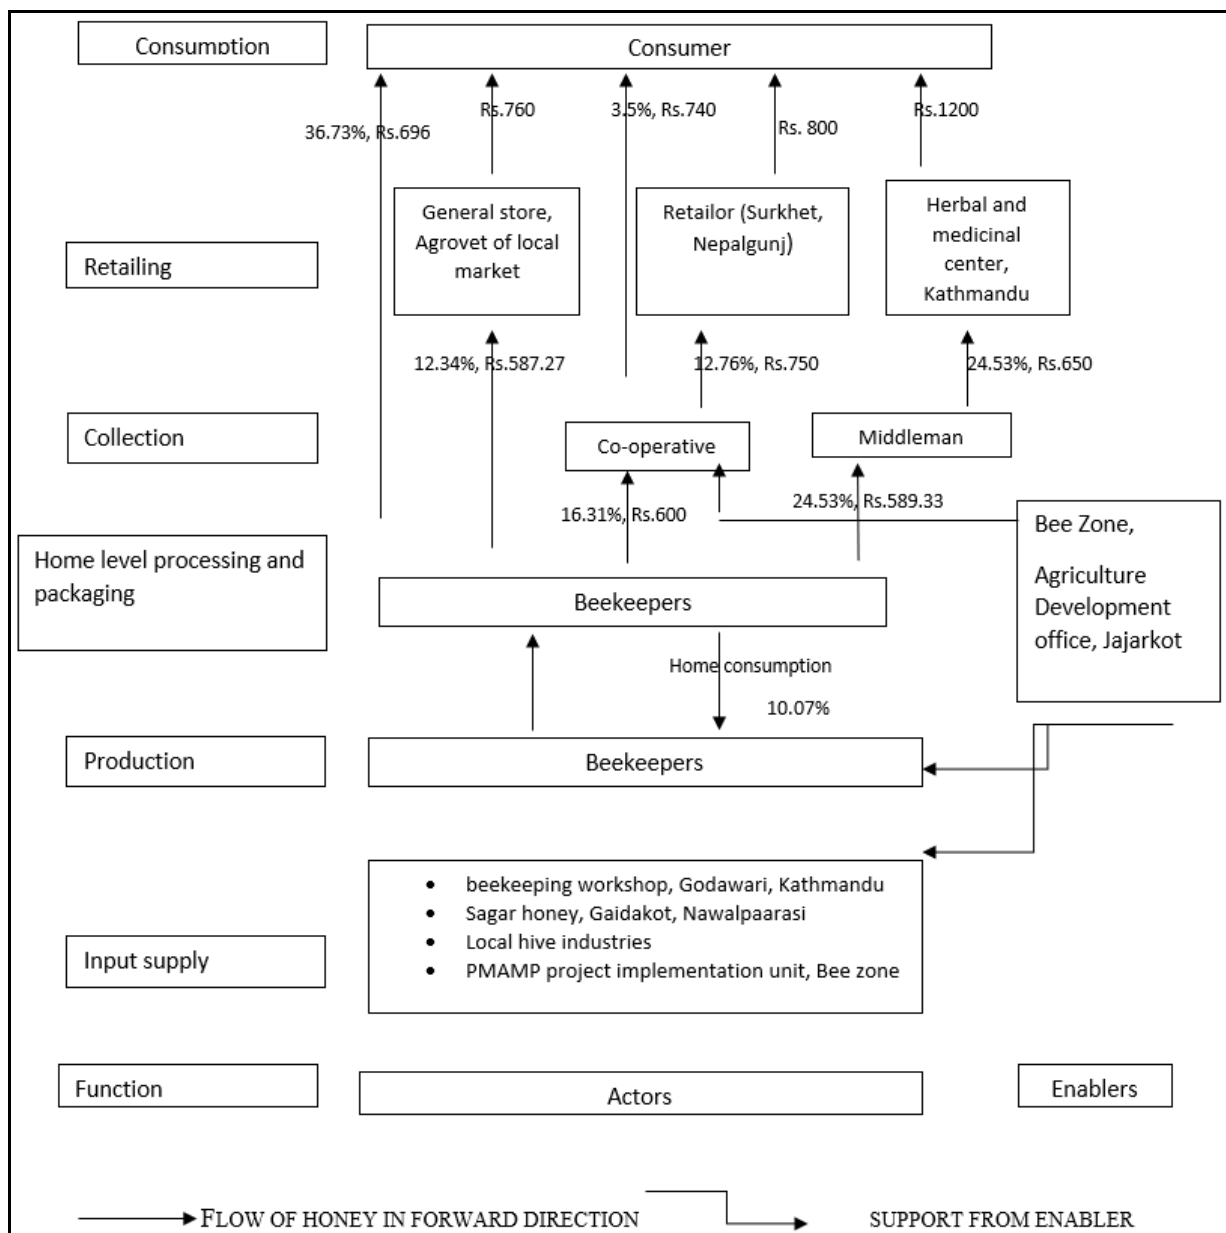 Consumption
Consumer
36.73%, Rs.696
Rs.760
3.5%, Rs.740
Rs. 800
Rs.1200
Retailing
General store,
Agrovet of local
market
Retailor (Surkhet,
Nepalgunj)
Herbal and
medicinal
center,
Kathmandu
12.34%, Rs.587.27
12.76%, Rs.750
24.53%, Rs.650
Collection
Co-operative
Middleman
16.31%, Rs.600
24.53%, Rs.589.33
Home level processing and
packaging
Beekeepers
Bee Zone,
Agriculture
Development
office, Jajarkot
Home consumption
10.07%
Production
Beekeepers
Input supply
• beekeeping workshop, Godawari, Kathmandu
• Sagar honey, Gaidakot, Nawalpaarasi
• Local hive industries
• PMAMP project implementation unit, Bee zone
Function
Actors
Enablers
FLOW OF HONEY IN FORWARD DIRECTION
SUPPORT FROM ENABLER